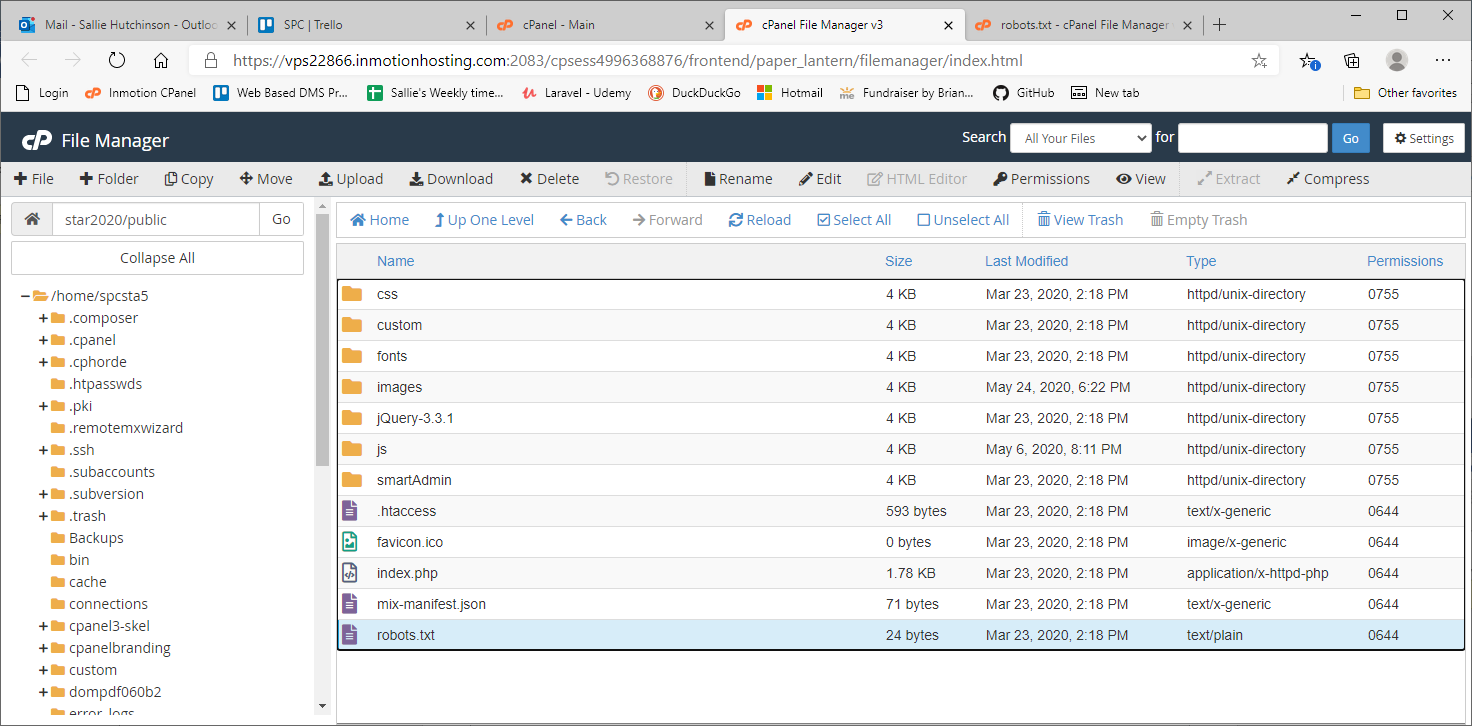 Mail - Sallie Hutchinson - Outloo
SPC | Trello
cPanel - Main
cPanel File Manager v3
robots.txt - cPanel File Manager v
https://vps22866.inmotionhosting.com:2083/cpsess4996368876/frontend/paper_lantern/filemanager/index.html
Login
Inmotion CPanel
Web Based DMS Pr...
Sallie's Weekly time...
Laravel - Udemy
DuckDuckGo
Hotmail
me Fundraiser by Brian...
GitHub
New tab
Other favorites
cP File Manager
Search All Your Files for Go Settings
File Folder Copy Move Upload Download Delete Restore Rename Edit HTML Editor Permissions View Extract Compress
star2020/public Go
Collapse All
/home/spcsta5
.composer
.cpanel
.cphorde
.htpasswds
.pki
.remotemxwizard
.ssh
.subaccounts
.subversion
.trash
Backups
bin
cache
connections
cpanel3-skel
cpanelbranding
custom
dompdf060b2
error_logs
Home Up One Level Back Forward Reload Select All Unselect All View Trash Empty Trash
Name Size Last Modified Type Permissions
css 4 KB Mar 23, 2020, 2:18 PM httpd/unix-directory 0755
custom 4 KB Mar 23, 2020, 2:18 PM httpd/unix-directory 0755
fonts 4 KB Mar 23, 2020, 2:18 PM httpd/unix-directory 0755
images 4 KB May 24, 2020, 6:22 PM httpd/unix-directory 0755
jQuery-3.3.1 4 KB Mar 23, 2020, 2:18 PM httpd/unix-directory 0755
js 4 KB May 6, 2020, 8:11 PM httpd/unix-directory 0755
smartAdmin 4 KB Mar 23, 2020, 2:18 PM httpd/unix-directory 0755
.htaccess 593 bytes Mar 23, 2020, 2:18 PM text/x-generic 0644
favicon.ico 0 bytes Mar 23, 2020, 2:18 PM image/x-generic 0644
index.php 1.78 KB Mar 23, 2020, 2:18 PM application/x-httpd-php 0644
mix-manifest.json 71 bytes Mar 23, 2020, 2:18 PM text/x-generic 0644
robots.txt 24 bytes Mar 23, 2020, 2:18 PM text/plain 0644